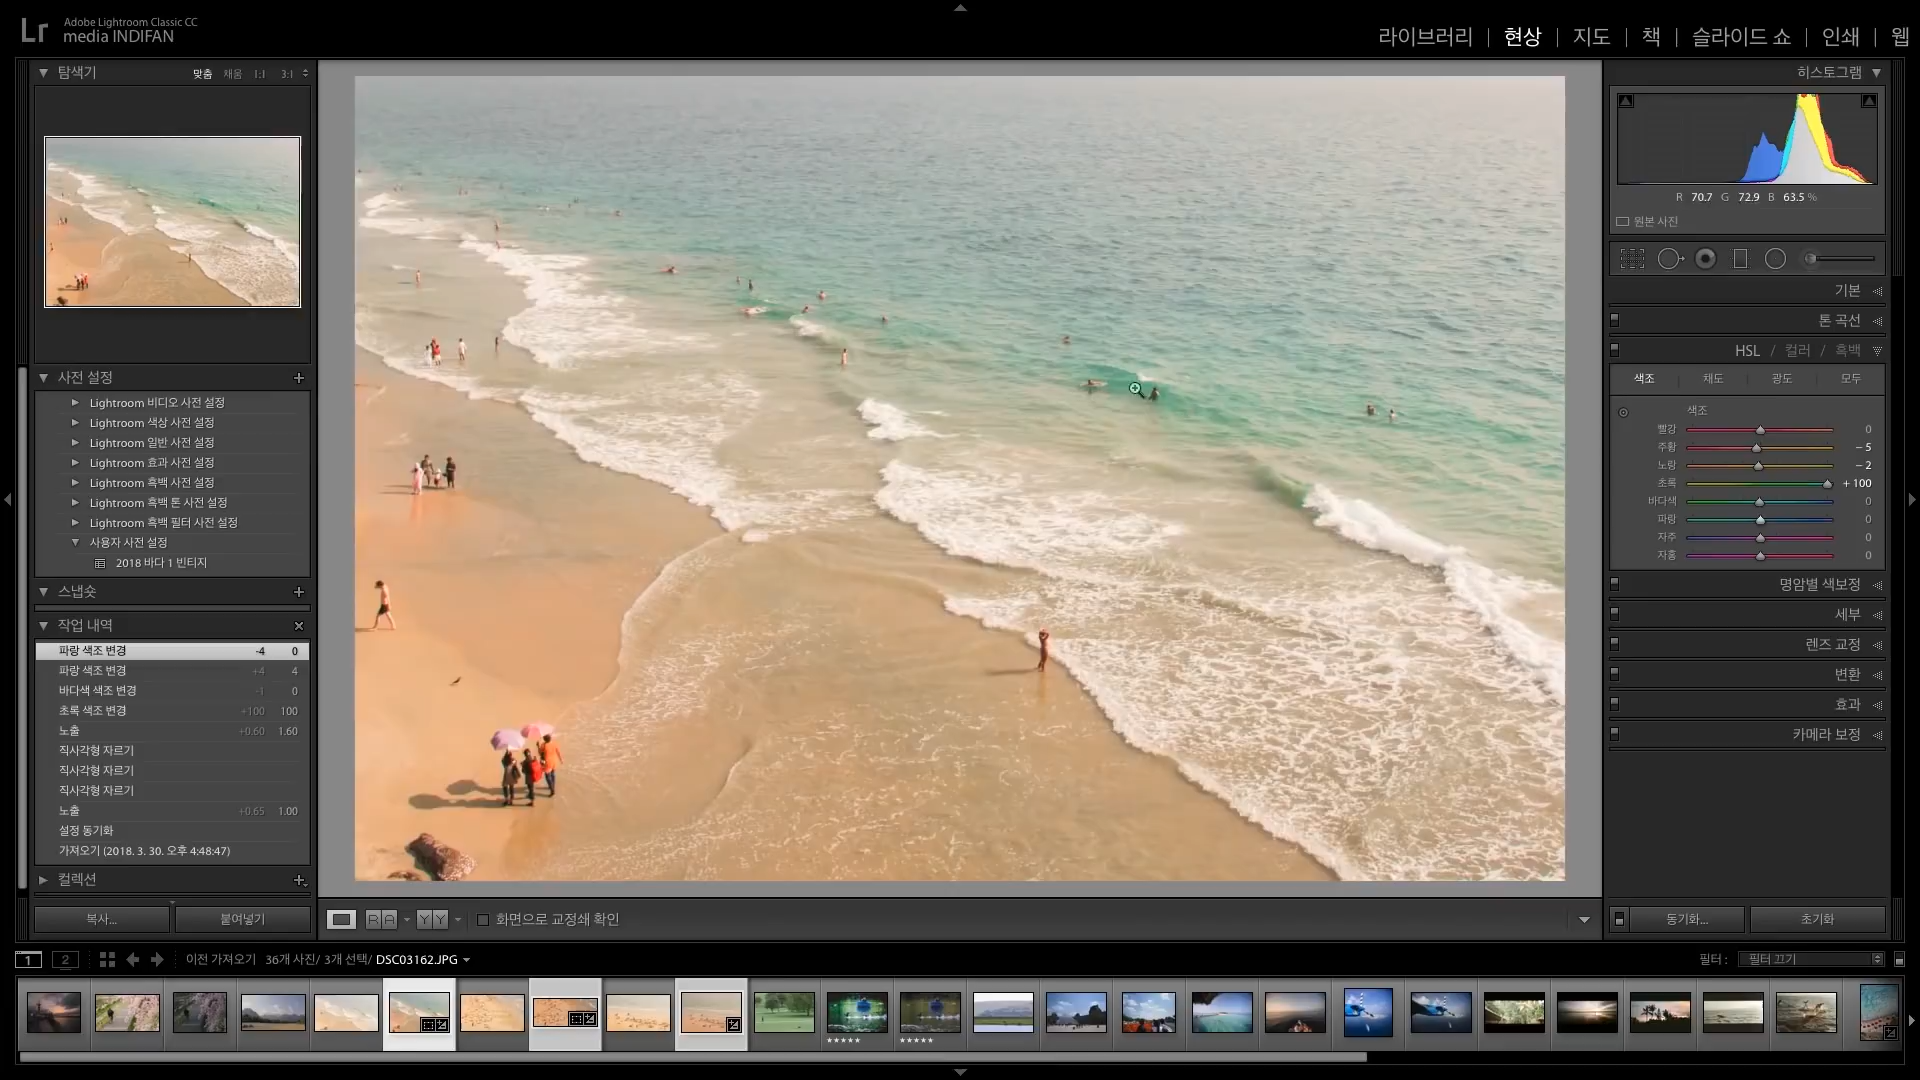 Lr
Adobe Lightroom Classic CC
media INDIFAN
라이브러리 | 현상 | 지도 | 책 | 슬라이드 쇼 | 인쇄 | 웹
탐색기 맞춤 채움 1:1 3:1
사전 설정
Lightroom 비디오 사전 설정
Lightroom 색상 사전 설정
Lightroom 일반 사전 설정
Lightroom 효과 사전 설정
Lightroom 흑백 사전 설정
Lightroom 흑백 톤 사전 설정
Lightroom 흑백 필터 사전 설정
사용자 사전 설정
2018 바다 1 빈티지
스냅숏
작업 내역
파랑 색조 변경 -4 0
파랑 색조 변경 +4 4
바다색 색조 변경 -1 0
초록 색조 변경 +100 100
노출 +0.60 1.60
직사각형 자르기
직사각형 자르기
직사각형 자르기
노출 +0.65 1.00
설정 동기화
가져오기 (2018. 3. 30. 오후 4:48:47)
컬렉션
복사... 붙여넣기
R A Y Y 화면으로 교정쇄 확인
히스토그램
R 70.7 G 72.9 B 63.5 %
원본 사진
기본
톤 곡선
HSL / 컬러 / 흑백
색조 채도 광도 모두
색조
빨강 0
주황 - 5
노랑 - 2
초록 + 100
바다색 0
파랑 0
자주 0
자홍 0
명암별 색보정
세부
렌즈 교정
변환
효과
카메라 보정
동기화... 초기화
1 2 이전 가져오기 36개 사진/ 3개 선택/ DSC03162.JPG
필터 : 필터 끄기